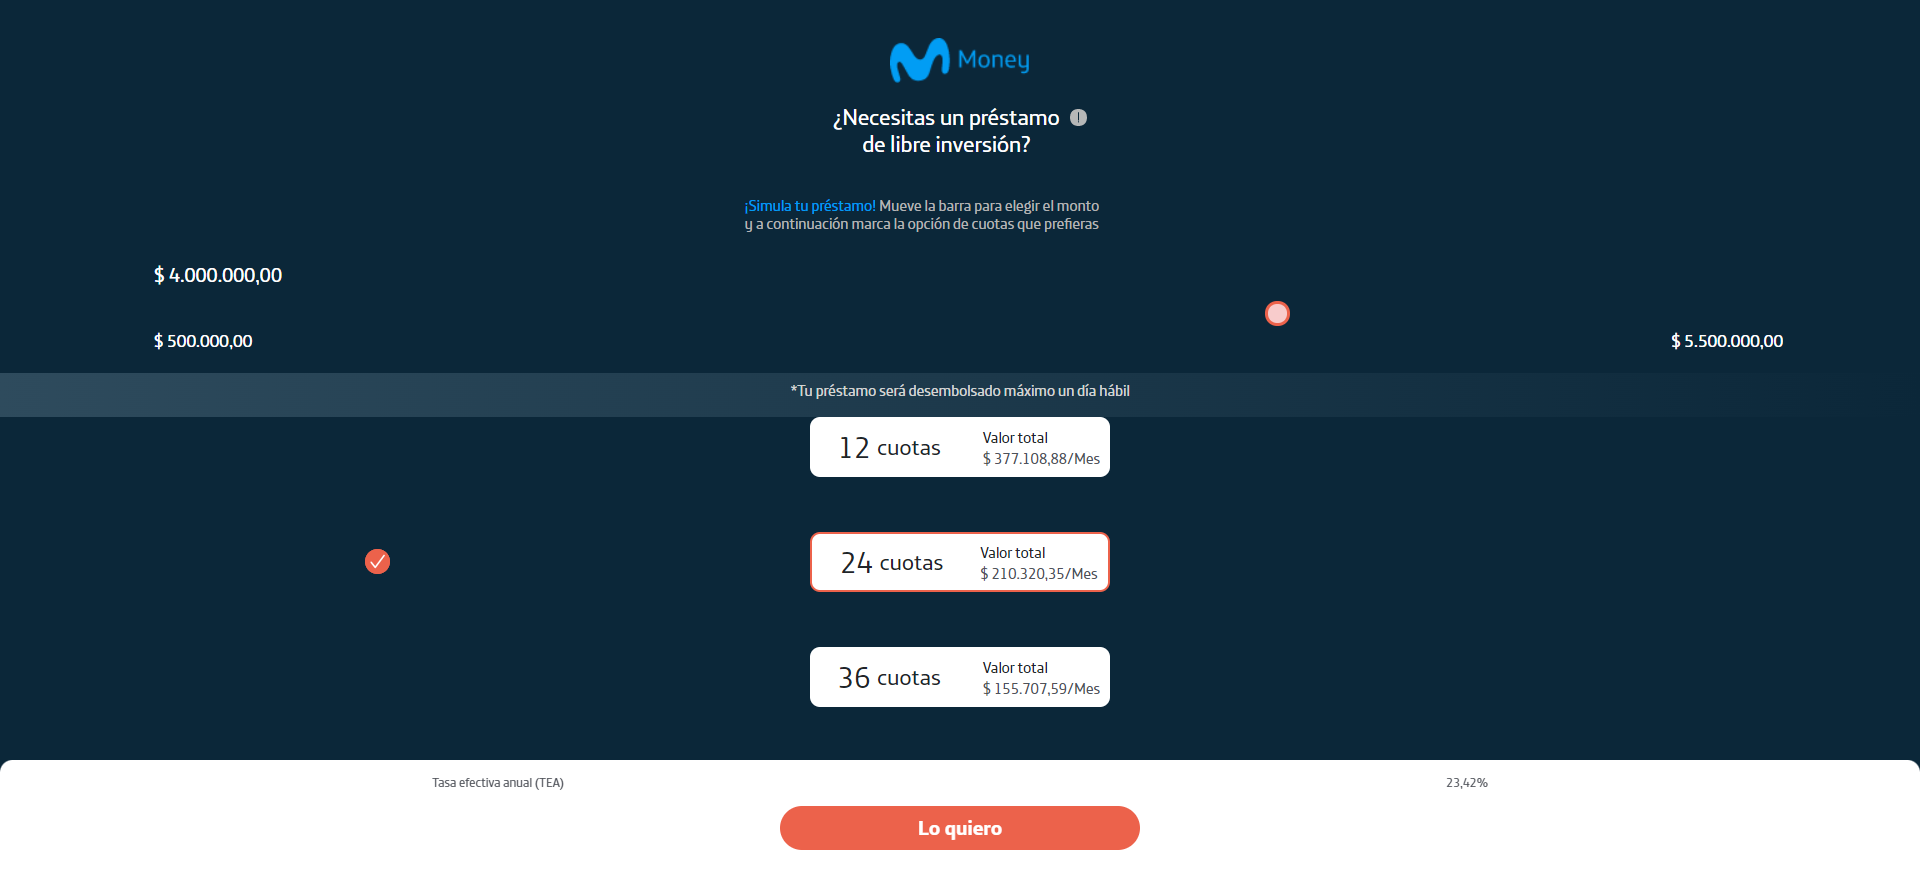 Money
¿Necesitas un préstamo
de libre inversión?
¡Simula tu préstamo! Mueve la barra para elegir el monto
y a continuación marca la opción de cuotas que prefieras
$ 4.000.000,00
$ 500.000,00
$ 5.500.000,00
*Tu préstamo será desembolsado máximo un día hábil
12 cuotas
Valor total
$ 377.108,88/Mes
24 cuotas
Valor total
$ 210.320,35/Mes
36 cuotas
Valor total
$ 155.707,59/Mes
Tasa efectiva anual (TEA)
23,42%
Lo quiero